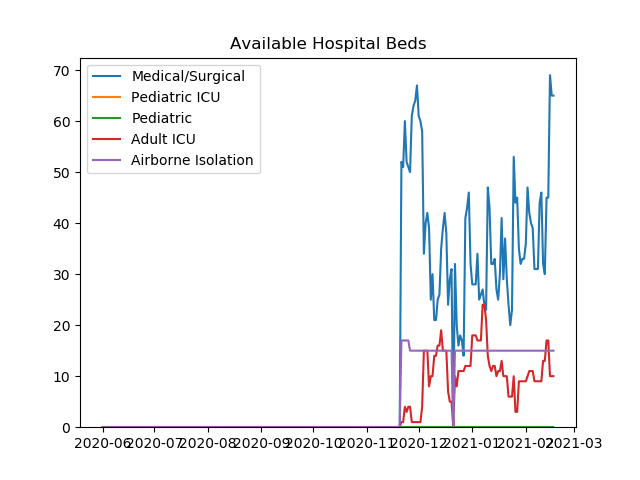 Available Hospital Beds
Medical/Surgical
Pediatric ICU
Pediatric
Adult ICU
Airborne Isolation
70
60
50
40
30
20
10
0
2020-06 2020-07 2020-08 2020-09 2020-10 2020-11 2020-12 2021-01 2021-02 2021-03